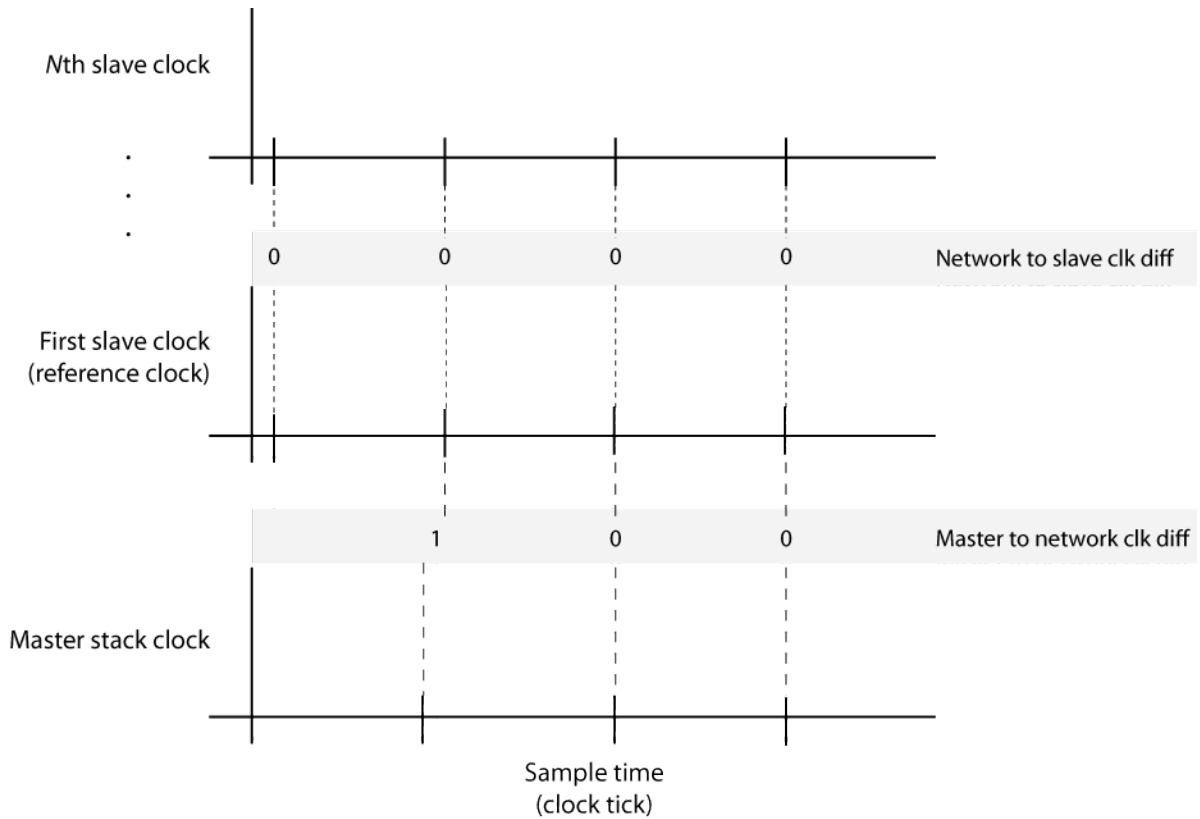 Nth slave clock
.
.
.
0 0 0 0 Network to slave clk diff
First slave clock
(reference clock)
1 0 0 Master to network clk diff
Master stack clock
Sample time
(clock tick)